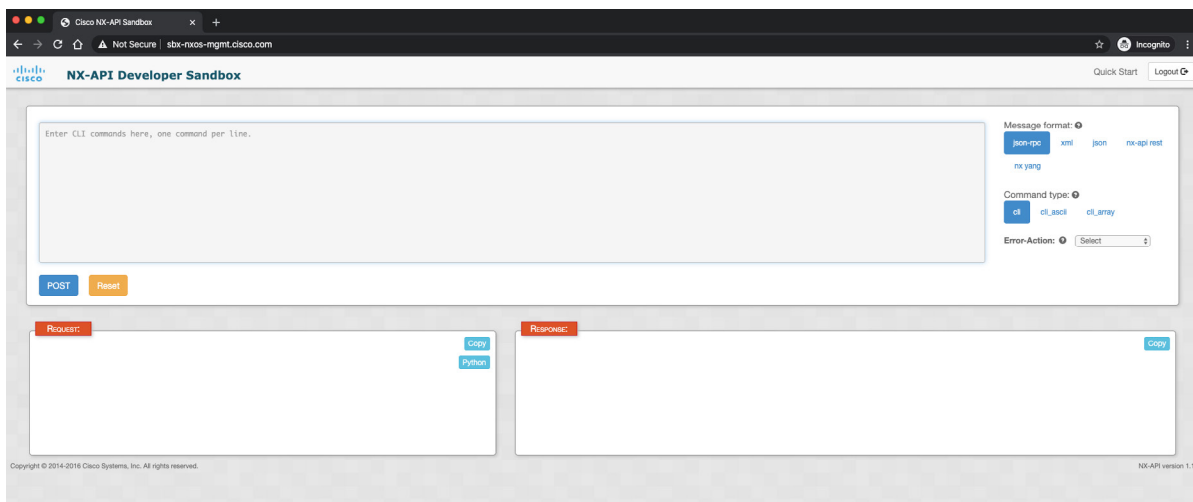 Cisco NX-API Sandbox
Not Secure | sbx-nxos-mgmt.cisco.com
Incognito
CISCO
NX-API Developer Sandbox
Quick Start
Logout
Enter CLI commands here, one command per line.
Message format:
json-rpc xml json nx-api rest
nx yang
Command type:
cli cli_ascii cli_array
Error-Action: Select
POST Reset
REQUEST:
Copy
Python
RESPONSE:
Copy
Copyright © 2014-2016 Cisco Systems, Inc. All rights reserved.
NX-API version 1.1